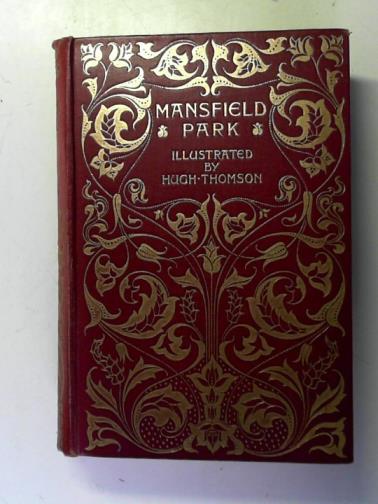 MANSFIELD
PARK
ILLUSTRATED
BY
HUGH·THOMSON